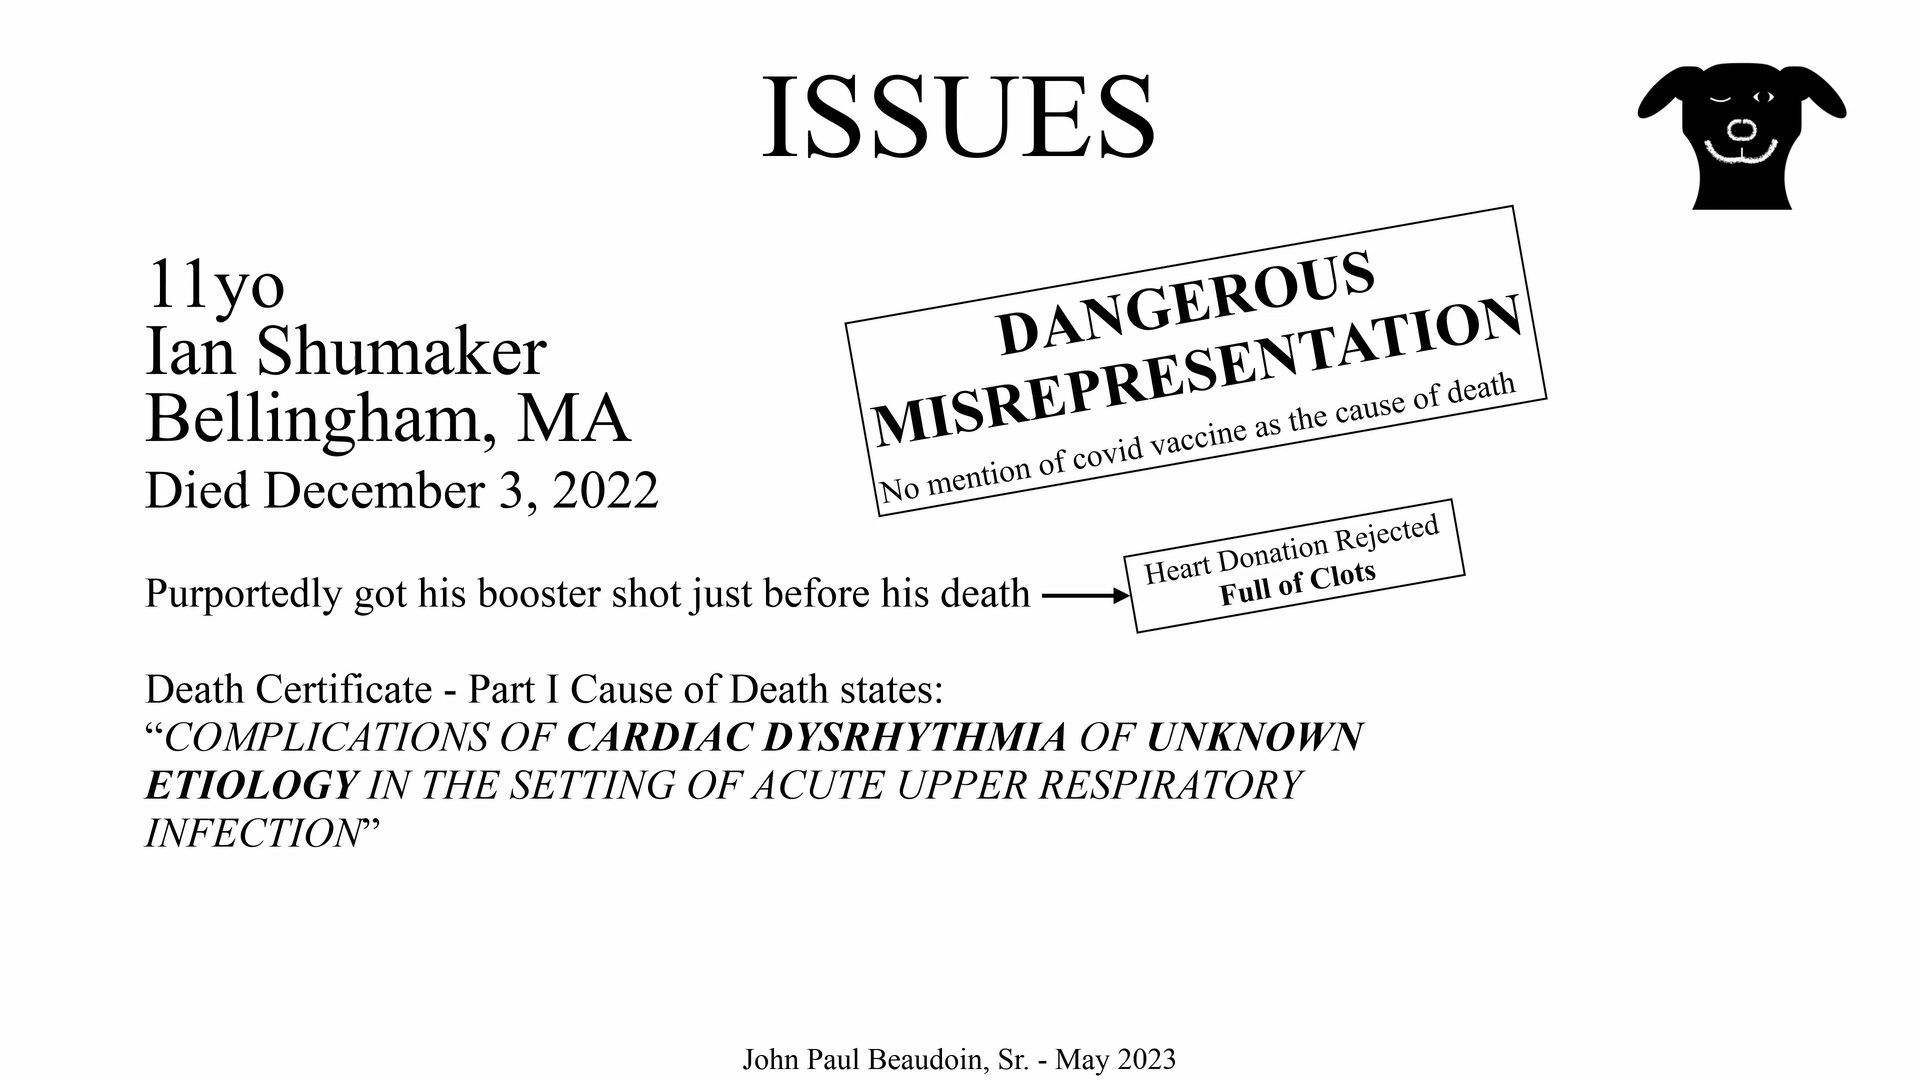 ISSUES
11yo
Ian Shumaker
Bellingham, MA
Died December 3, 2022
DANGEROUS
MISREPRESENTATION
No mention of covid vaccine as the cause of death
Purportedly got his booster shot just before his death
Heart Donation Rejected
Full of Clots
Death Certificate - Part I Cause of Death states:
“COMPLICATIONS OF CARDIAC DYSRHYTHMIA OF UNKNOWN
ETIOLOGY IN THE SETTING OF ACUTE UPPER RESPIRATORY
INFECTION”
John Paul Beaudoin, Sr. - May 2023